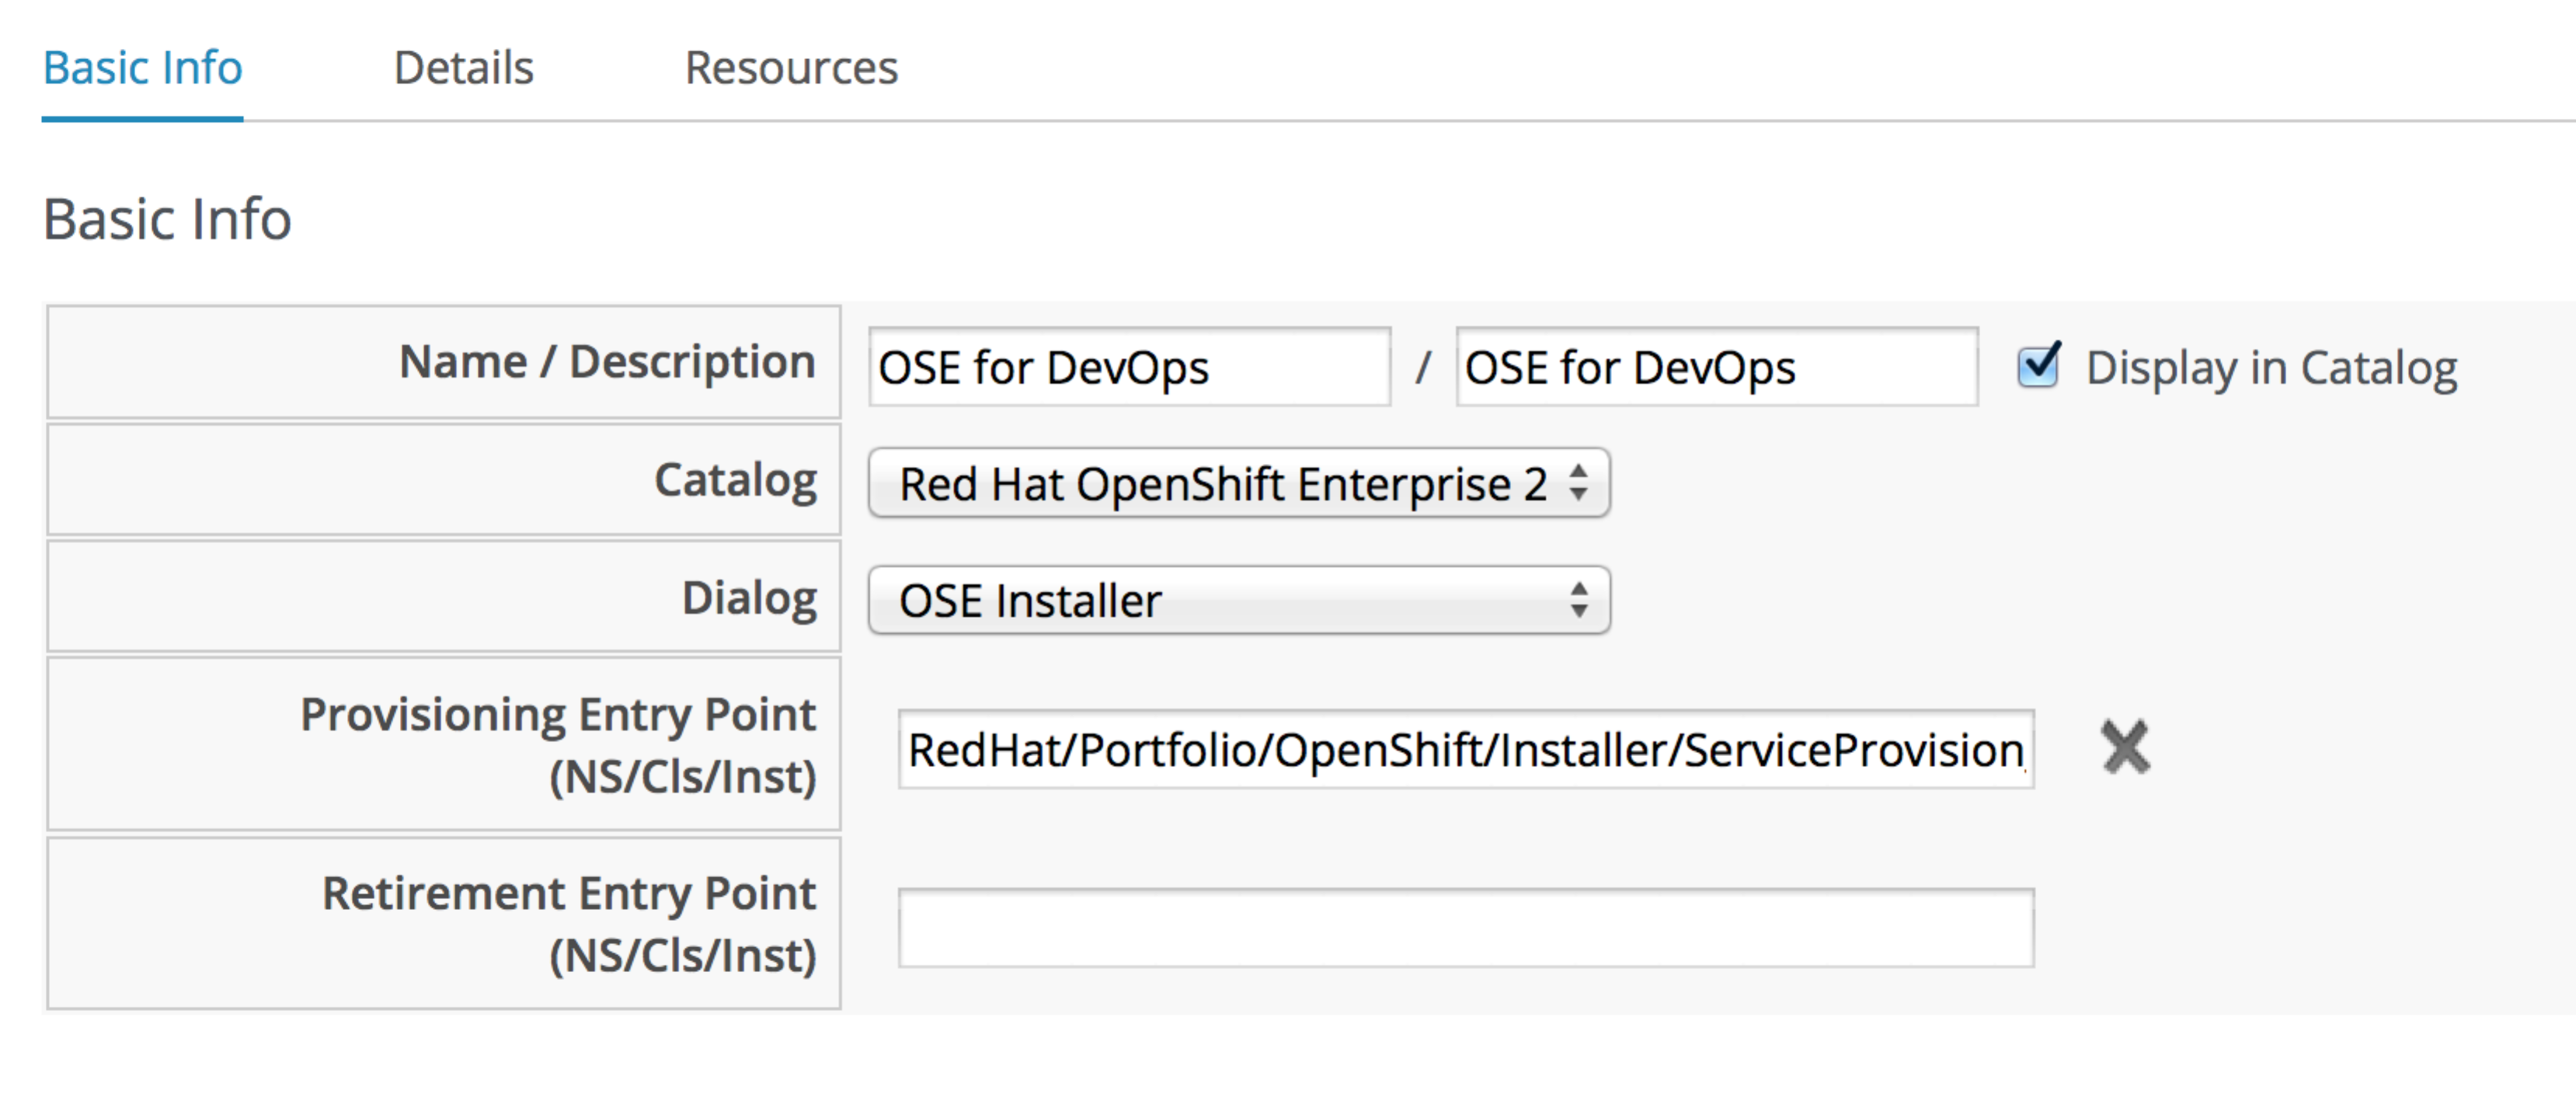 Basic Info Details Resources
Basic Info
Name / Description OSE for DevOps / OSE for DevOps Display in Catalog
Catalog Red Hat OpenShift Enterprise 2
Dialog OSE Installer
Provisioning Entry Point
(NS/Cls/Inst) RedHat/Portfolio/OpenShift/Installer/ServiceProvision_
Retirement Entry Point
(NS/Cls/Inst)